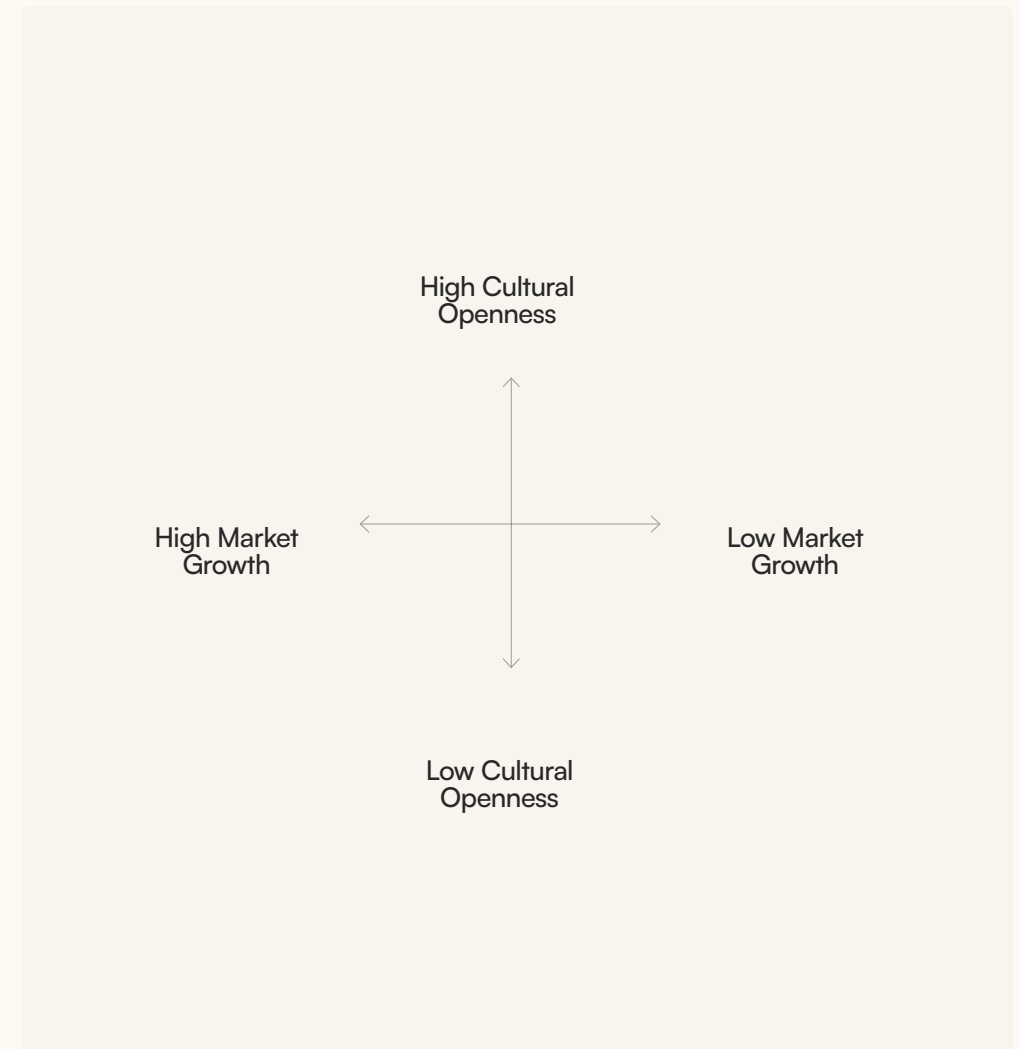 High Cultural
Openness
High Market
Growth
Low Market
Growth
Low Cultural
Openness